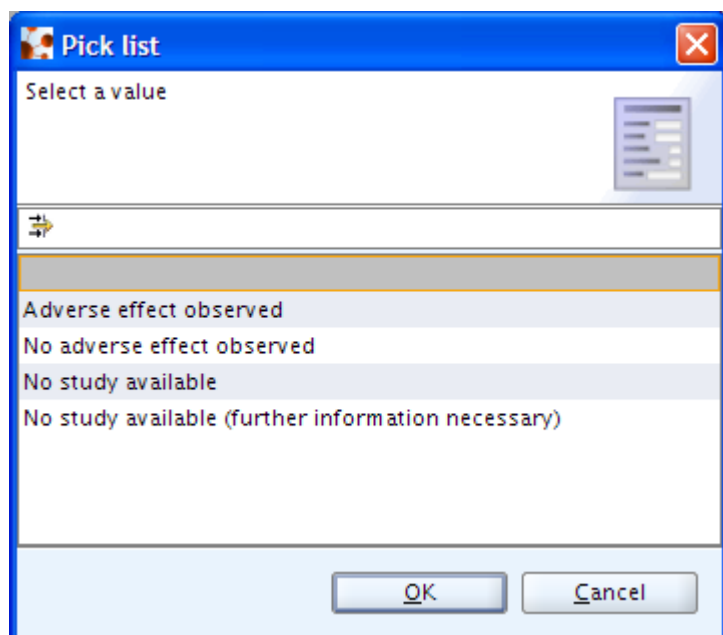 Pick list
Select a value
Adverse effect observed
No adverse effect observed
No study available
No study available (further information necessary)
OK
Cancel